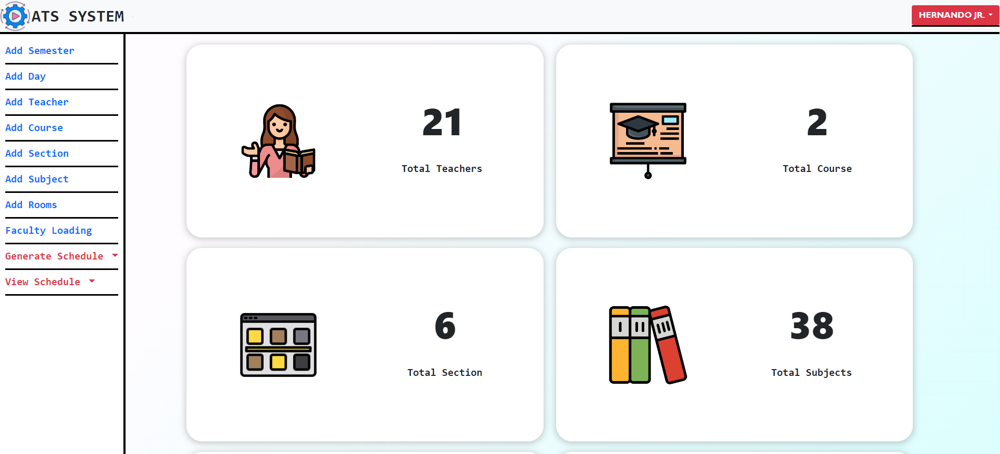 ATS SYSTEM
HERNANDO JR.
Add Semester
Add Day
Add Teacher
Add Course
Add Section
Add Subject
Add Rooms
Faculty Loading
Generate Schedule
View Schedule
21
Total Teachers
2
Total Course
6
Total Section
38
Total Subjects